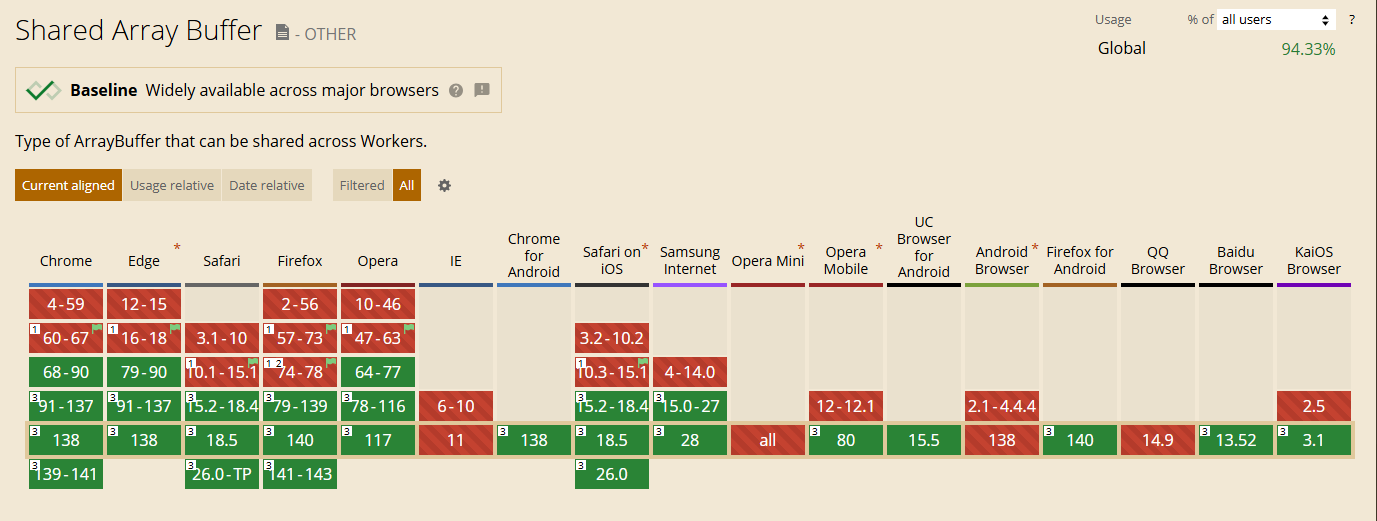 Shared Array Buffer - OTHER
Usage % of all users ?
Global 94.33%
Baseline Widely available across major browsers
Type of ArrayBuffer that can be shared across Workers.
Current aligned Usage relative Date relative Filtered All
Chrome Edge * Safari Firefox Opera IE Chrome for Android Safari on iOS * Samsung Internet Opera Mini * Opera Mobile * UC Browser for Android Android Browser * Firefox for Android QQ Browser Baidu Browser KaiOS Browser
4-59 12-15 2-56 10-46
1 60-67 1 16-18 3.1-10 1 57-73 1 47-63 3.2-10.2
68-90 79-90 1 10.1-15.1 1 2 74-78 64-77 1 10.3-15.1 4-14.0
3 91-137 3 91-137 3 15.2-18.4 3 79-139 3 78-116 6-10 3 15.2-18.4 3 15.0-27 12-12.1 2.1-4.4.4 2.5
3 138 3 138 3 18.5 3 140 3 117 11 3 138 3 18.5 3 28 all 3 80 15.5 138 3 140 14.9 3 13.52 3 3.1
3 139-141 3 26.0-TP 3 141-143 3 26.0